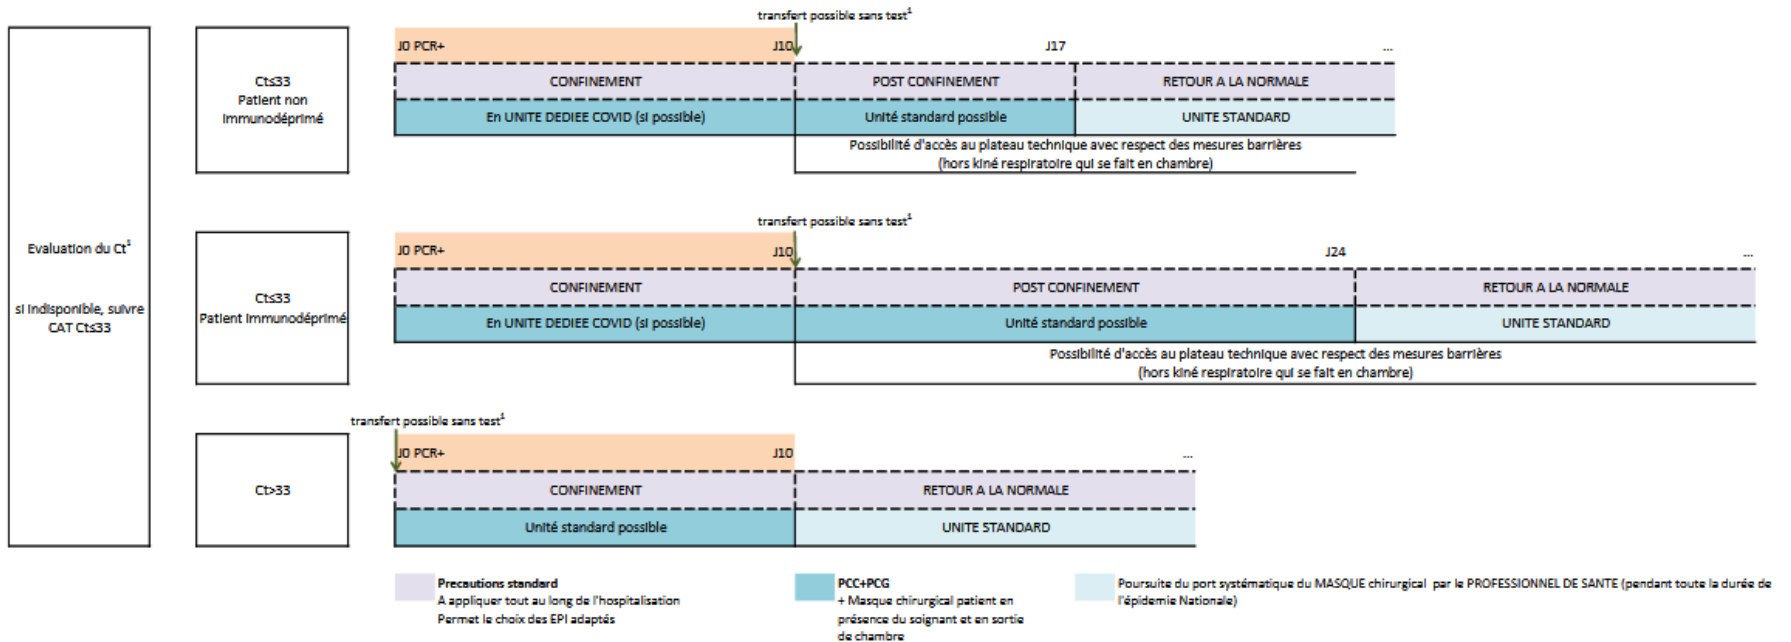 Evaluation du Ct¹
si indisponible, suivre
CAT Ct≤33
transfert possible sans test¹
Ct≤33
Patient non
immunodéprimé
J0 PCR+ J10 J17 ...
CONFINEMENT POST CONFINEMENT RETOUR A LA NORMALE
En UNITE DEDIEE COVID (si possible) Unité standard possible UNITE STANDARD
Possibilité d'accès au plateau technique avec respect des mesures barrières
(hors kiné respiratoire qui se fait en chambre)
transfert possible sans test¹
Ct≤33
Patient immunodéprimé
J0 PCR+ J10 J24 ...
CONFINEMENT POST CONFINEMENT RETOUR A LA NORMALE
En UNITE DEDIEE COVID (si possible) Unité standard possible UNITE STANDARD
Possibilité d'accès au plateau technique avec respect des mesures barrières
(hors kiné respiratoire qui se fait en chambre)
transfert possible sans test¹
Ct>33
J0 PCR+ J10 ...
CONFINEMENT RETOUR A LA NORMALE
Unité standard possible UNITE STANDARD
Precautions standard
A appliquer tout au long de l'hospitalisation
Permet le choix des EPI adaptés
PCC+PCG
+ Masque chirurgical patient en
présence du soignant et en sortie
de chambre
Poursuite du port systématique du MASQUE chirurgical par le PROFESSIONNEL DE SANTE (pendant toute la durée de
l'épidemie Nationale)